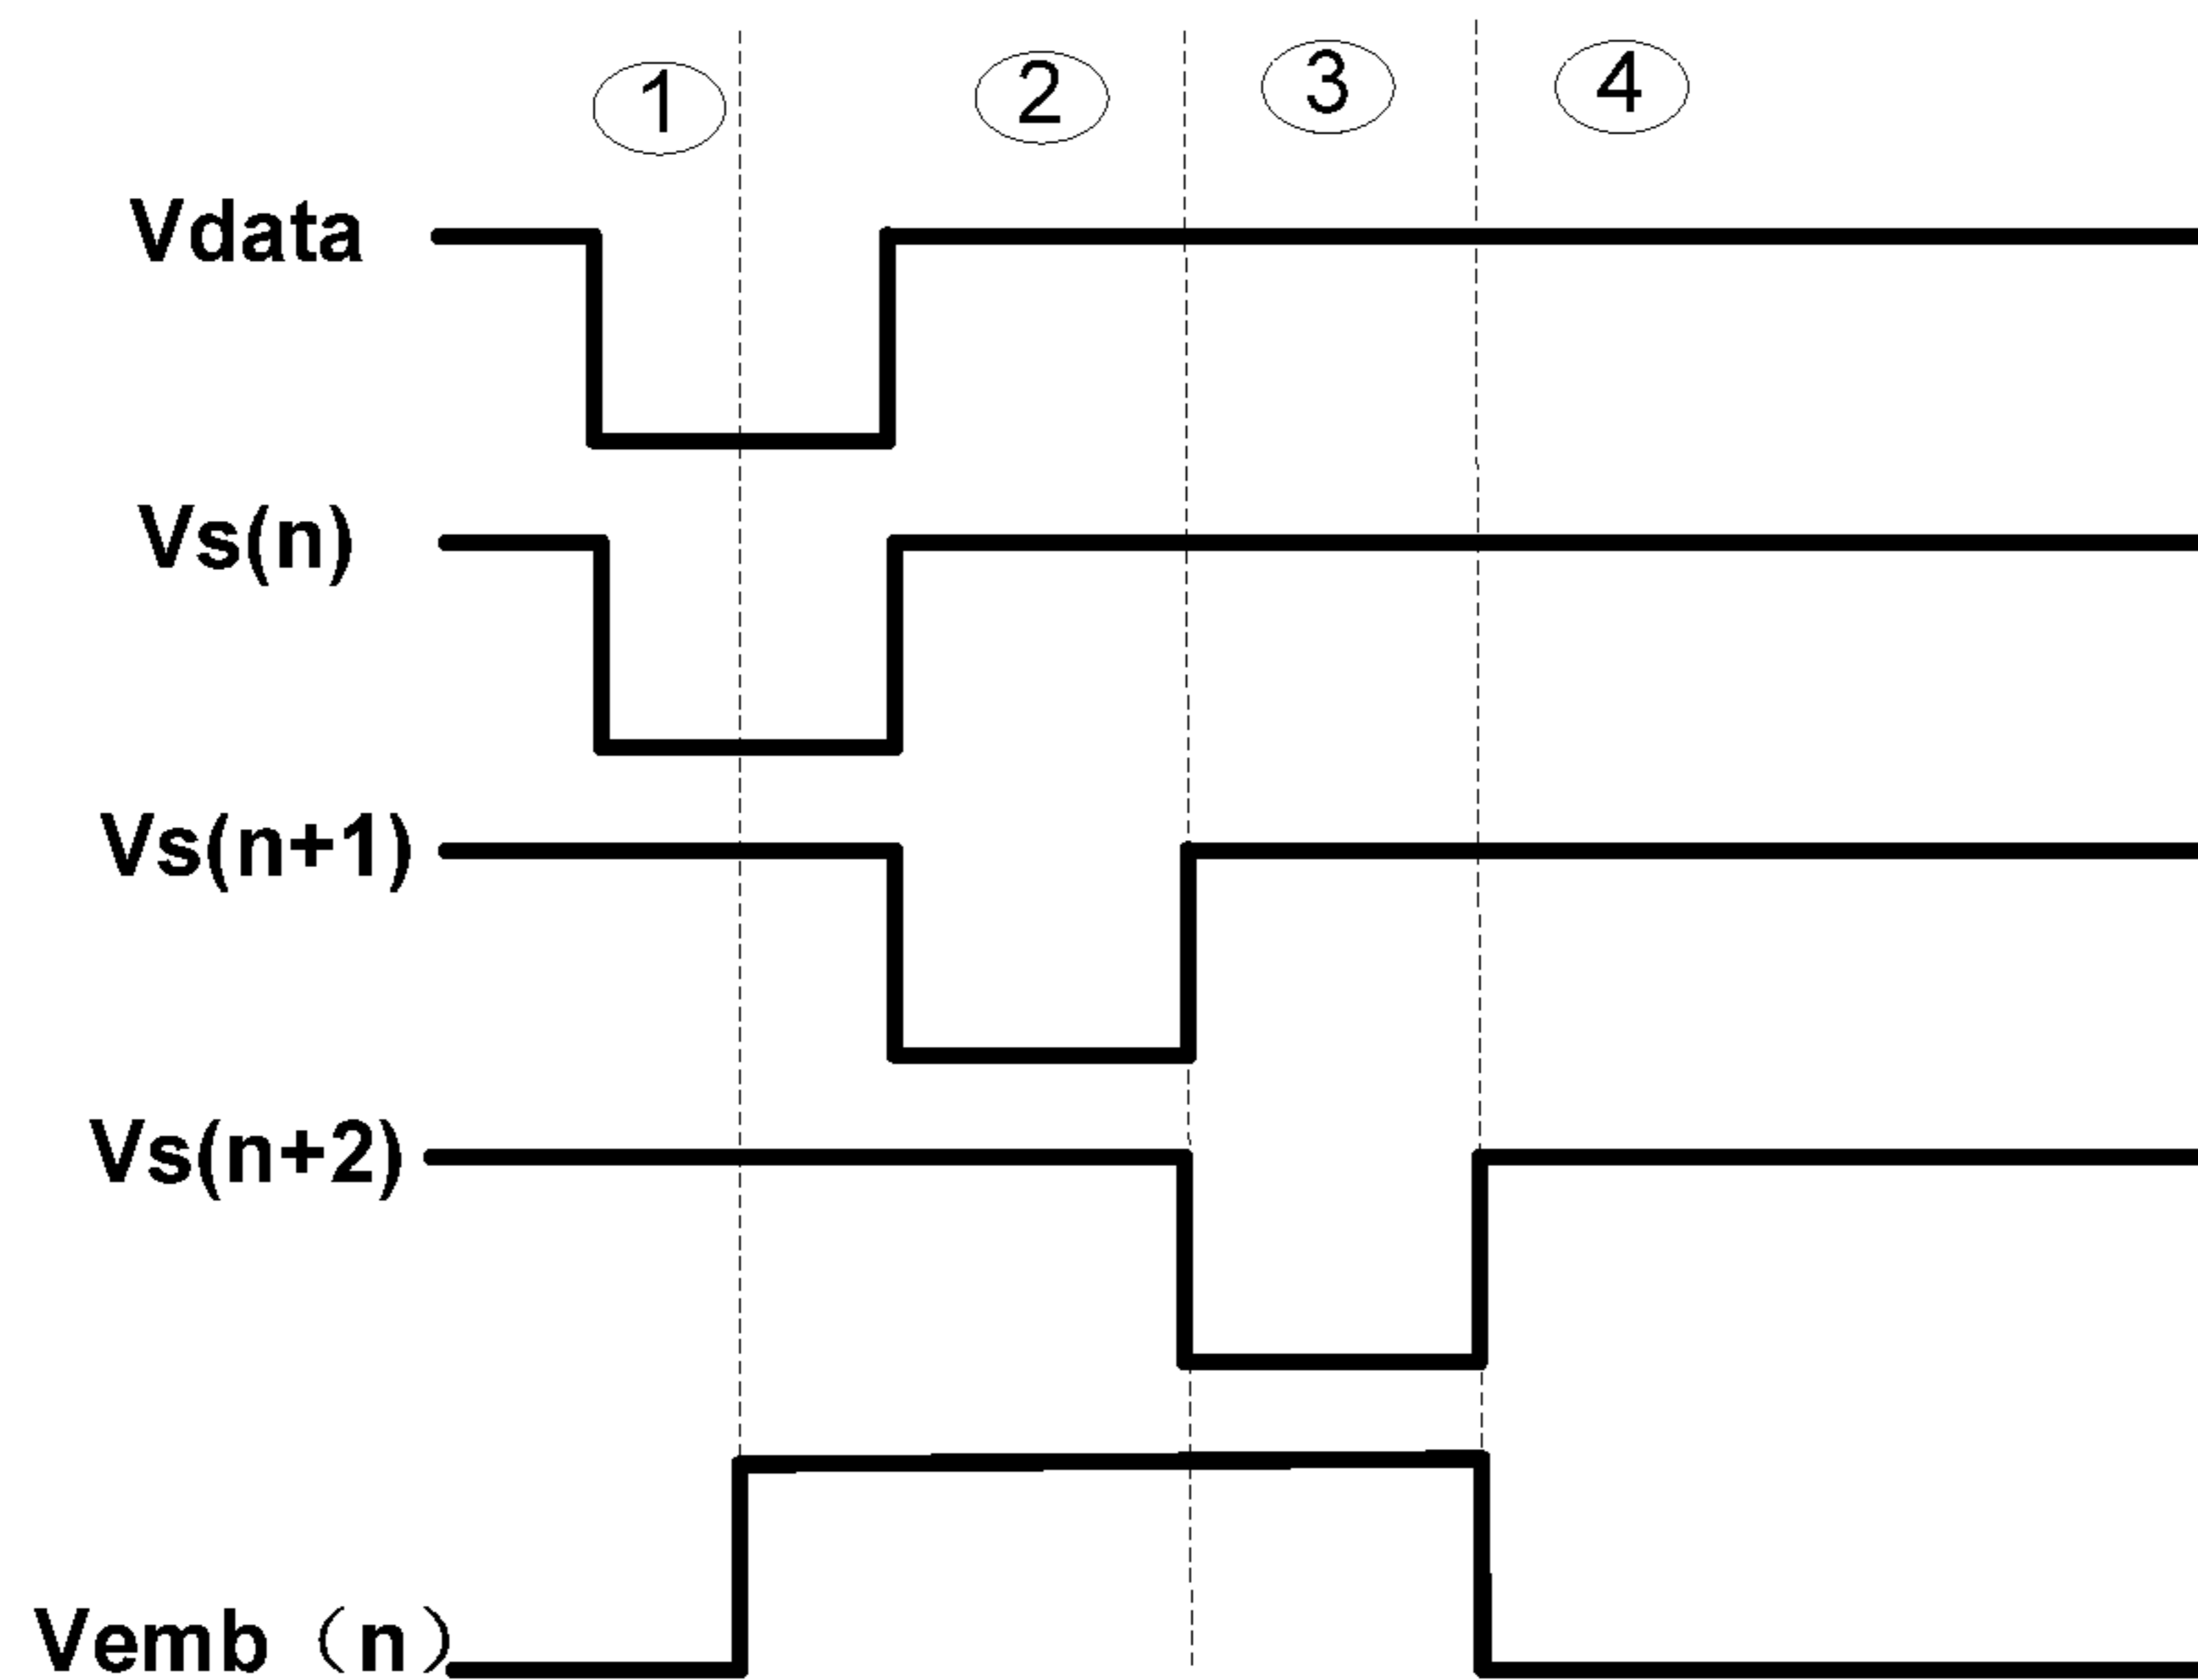 1 2 3 4
Vdata
Vs(n)
Vs(n+1)
Vs(n+2)
Vemb（n）